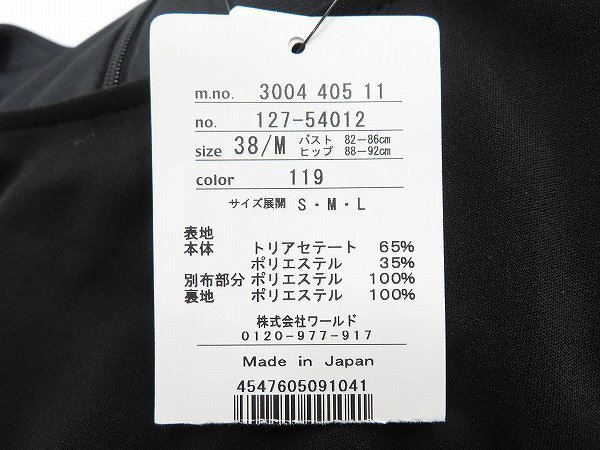 m.no. 3004 405 11
no. 127-54012
size 38/M バスト 82-86cm
ヒップ 88-92cm
color 119
サイズ展開 S・M・L
表地
本体 トリアセテート 65%
ポリエステル 35%
別布部分 ポリエステル 100%
裏地 ポリエステル 100%
株式会社ワールド
0120-977-917
Made in Japan
4547605091041